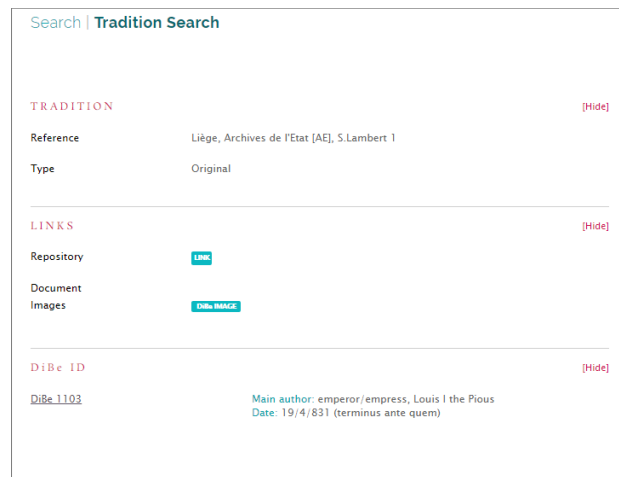 Search | Tradition Search
TRADITION [Hide]
Reference Liège, Archives de l'Etat [AE], S.Lambert 1
Type Original
LINKS [Hide]
Repository LINK
Document
Images DiBe IMAGE
DiBe ID [Hide]
DiBe 1103 Main author: emperor/empress, Louis I the Pious
Date: 19/4/831 (terminus ante quem)